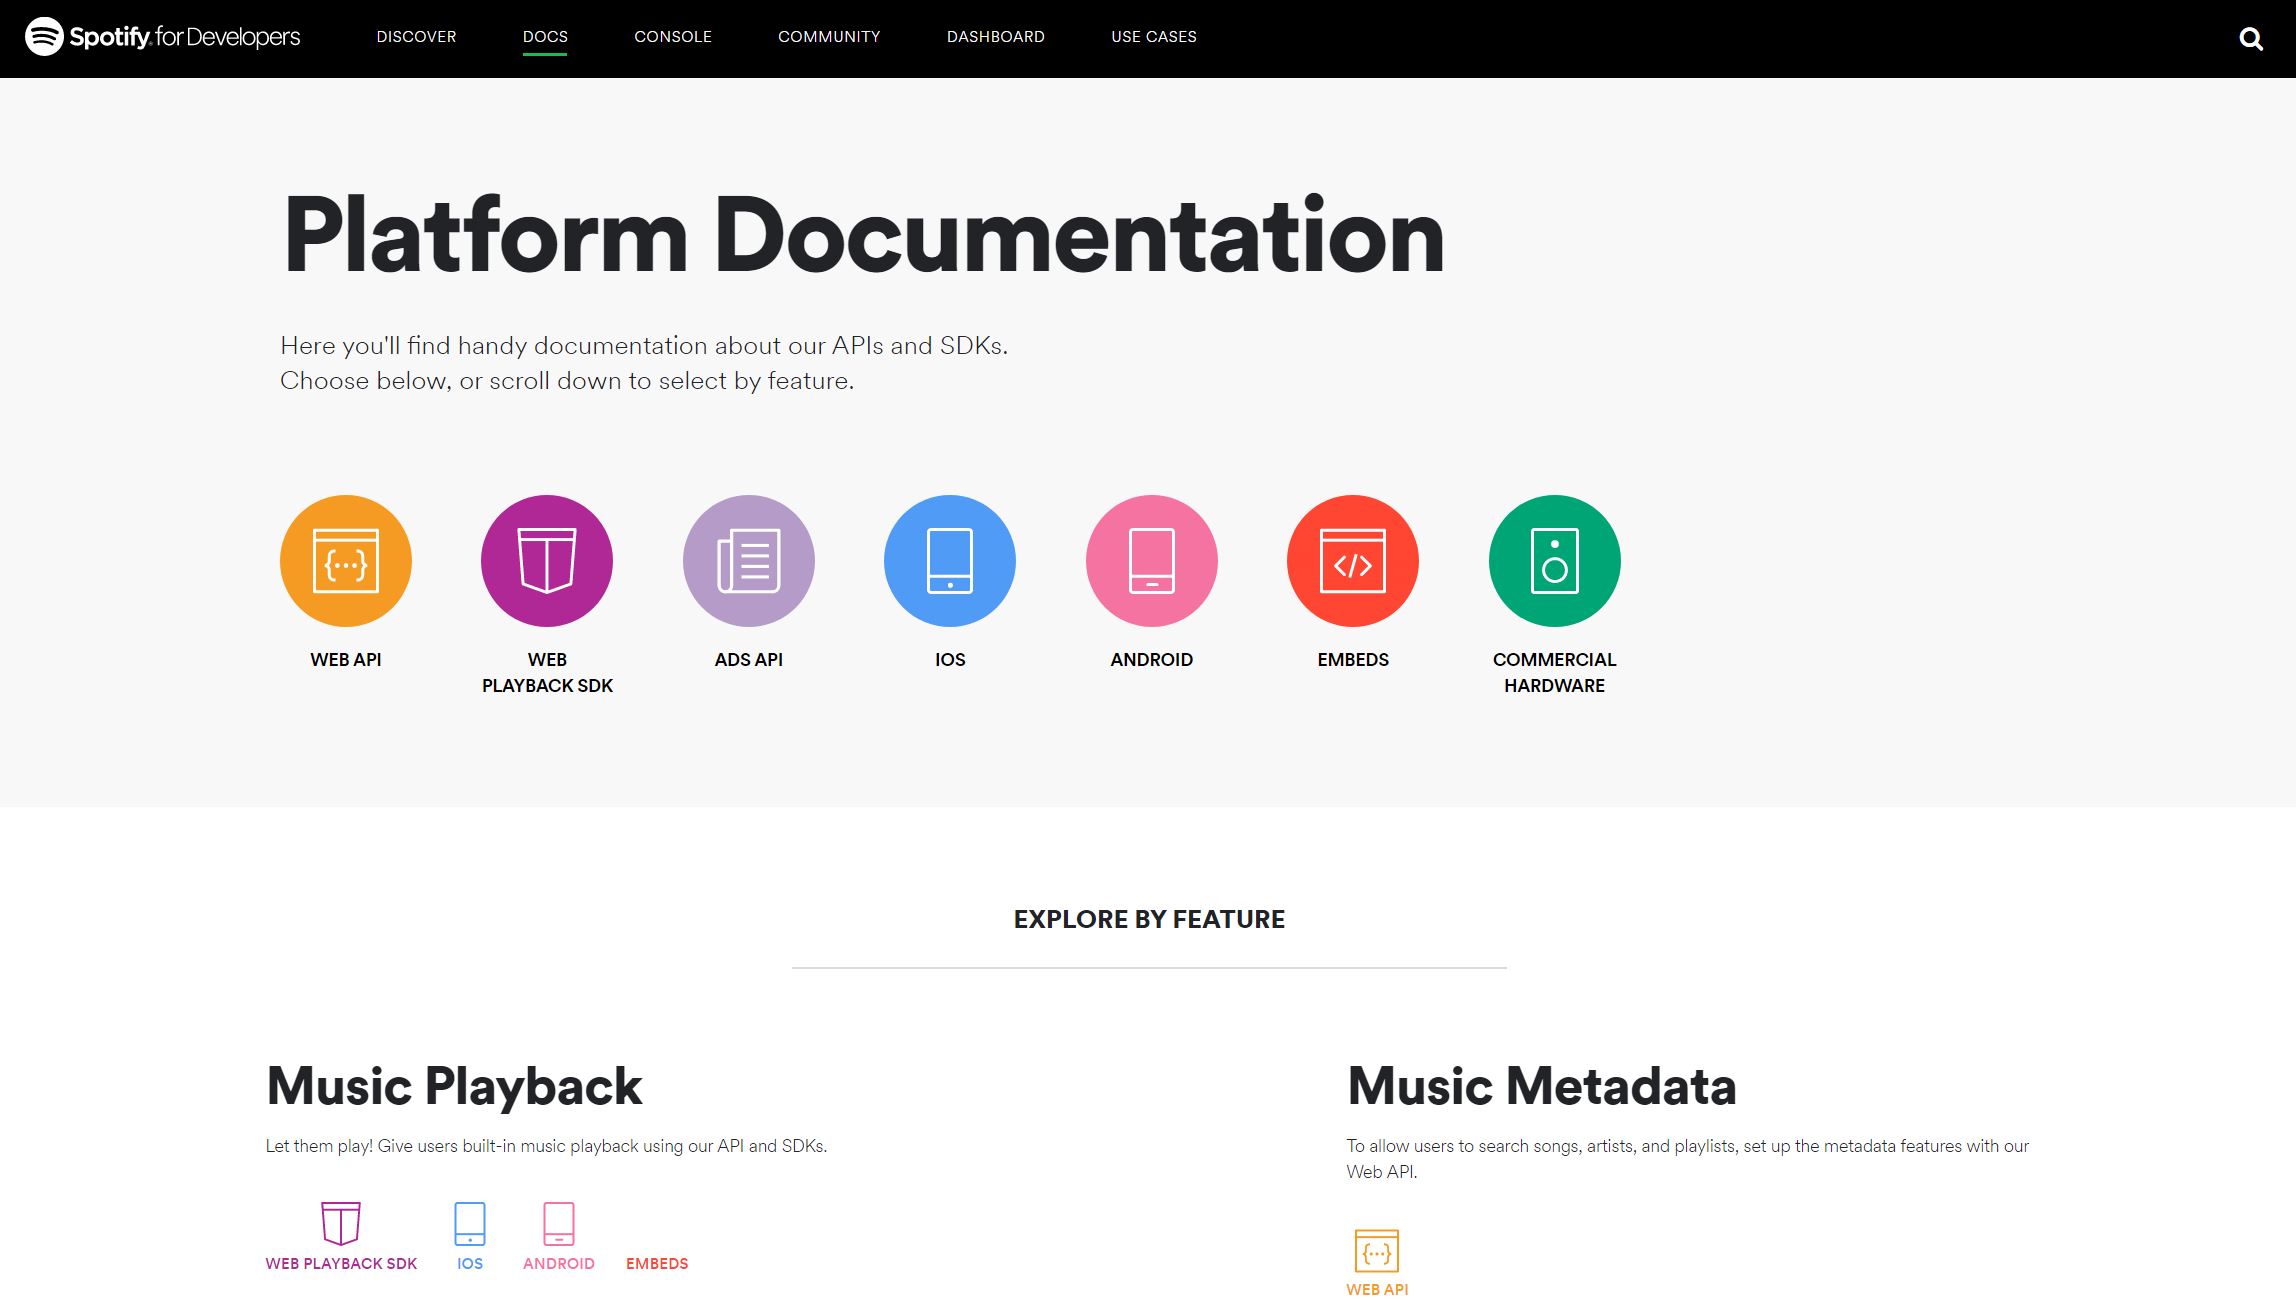 Spotify for Developers
DISCOVER
DOCS
CONSOLE
COMMUNITY
DASHBOARD
USE CASES
Platform Documentation
Here you'll find handy documentation about our APIs and SDKs.
Choose below, or scroll down to select by feature.
WEB API
WEB
PLAYBACK SDK
ADS API
IOS
ANDROID
EMBEDS
COMMERCIAL
HARDWARE
EXPLORE BY FEATURE
Music Playback
Let them play! Give users built-in music playback using our API and SDKs.
WEB PLAYBACK SDK
IOS
ANDROID
EMBEDS
Music Metadata
To allow users to search songs, artists, and playlists, set up the metadata features with our
Web API.
WEB API